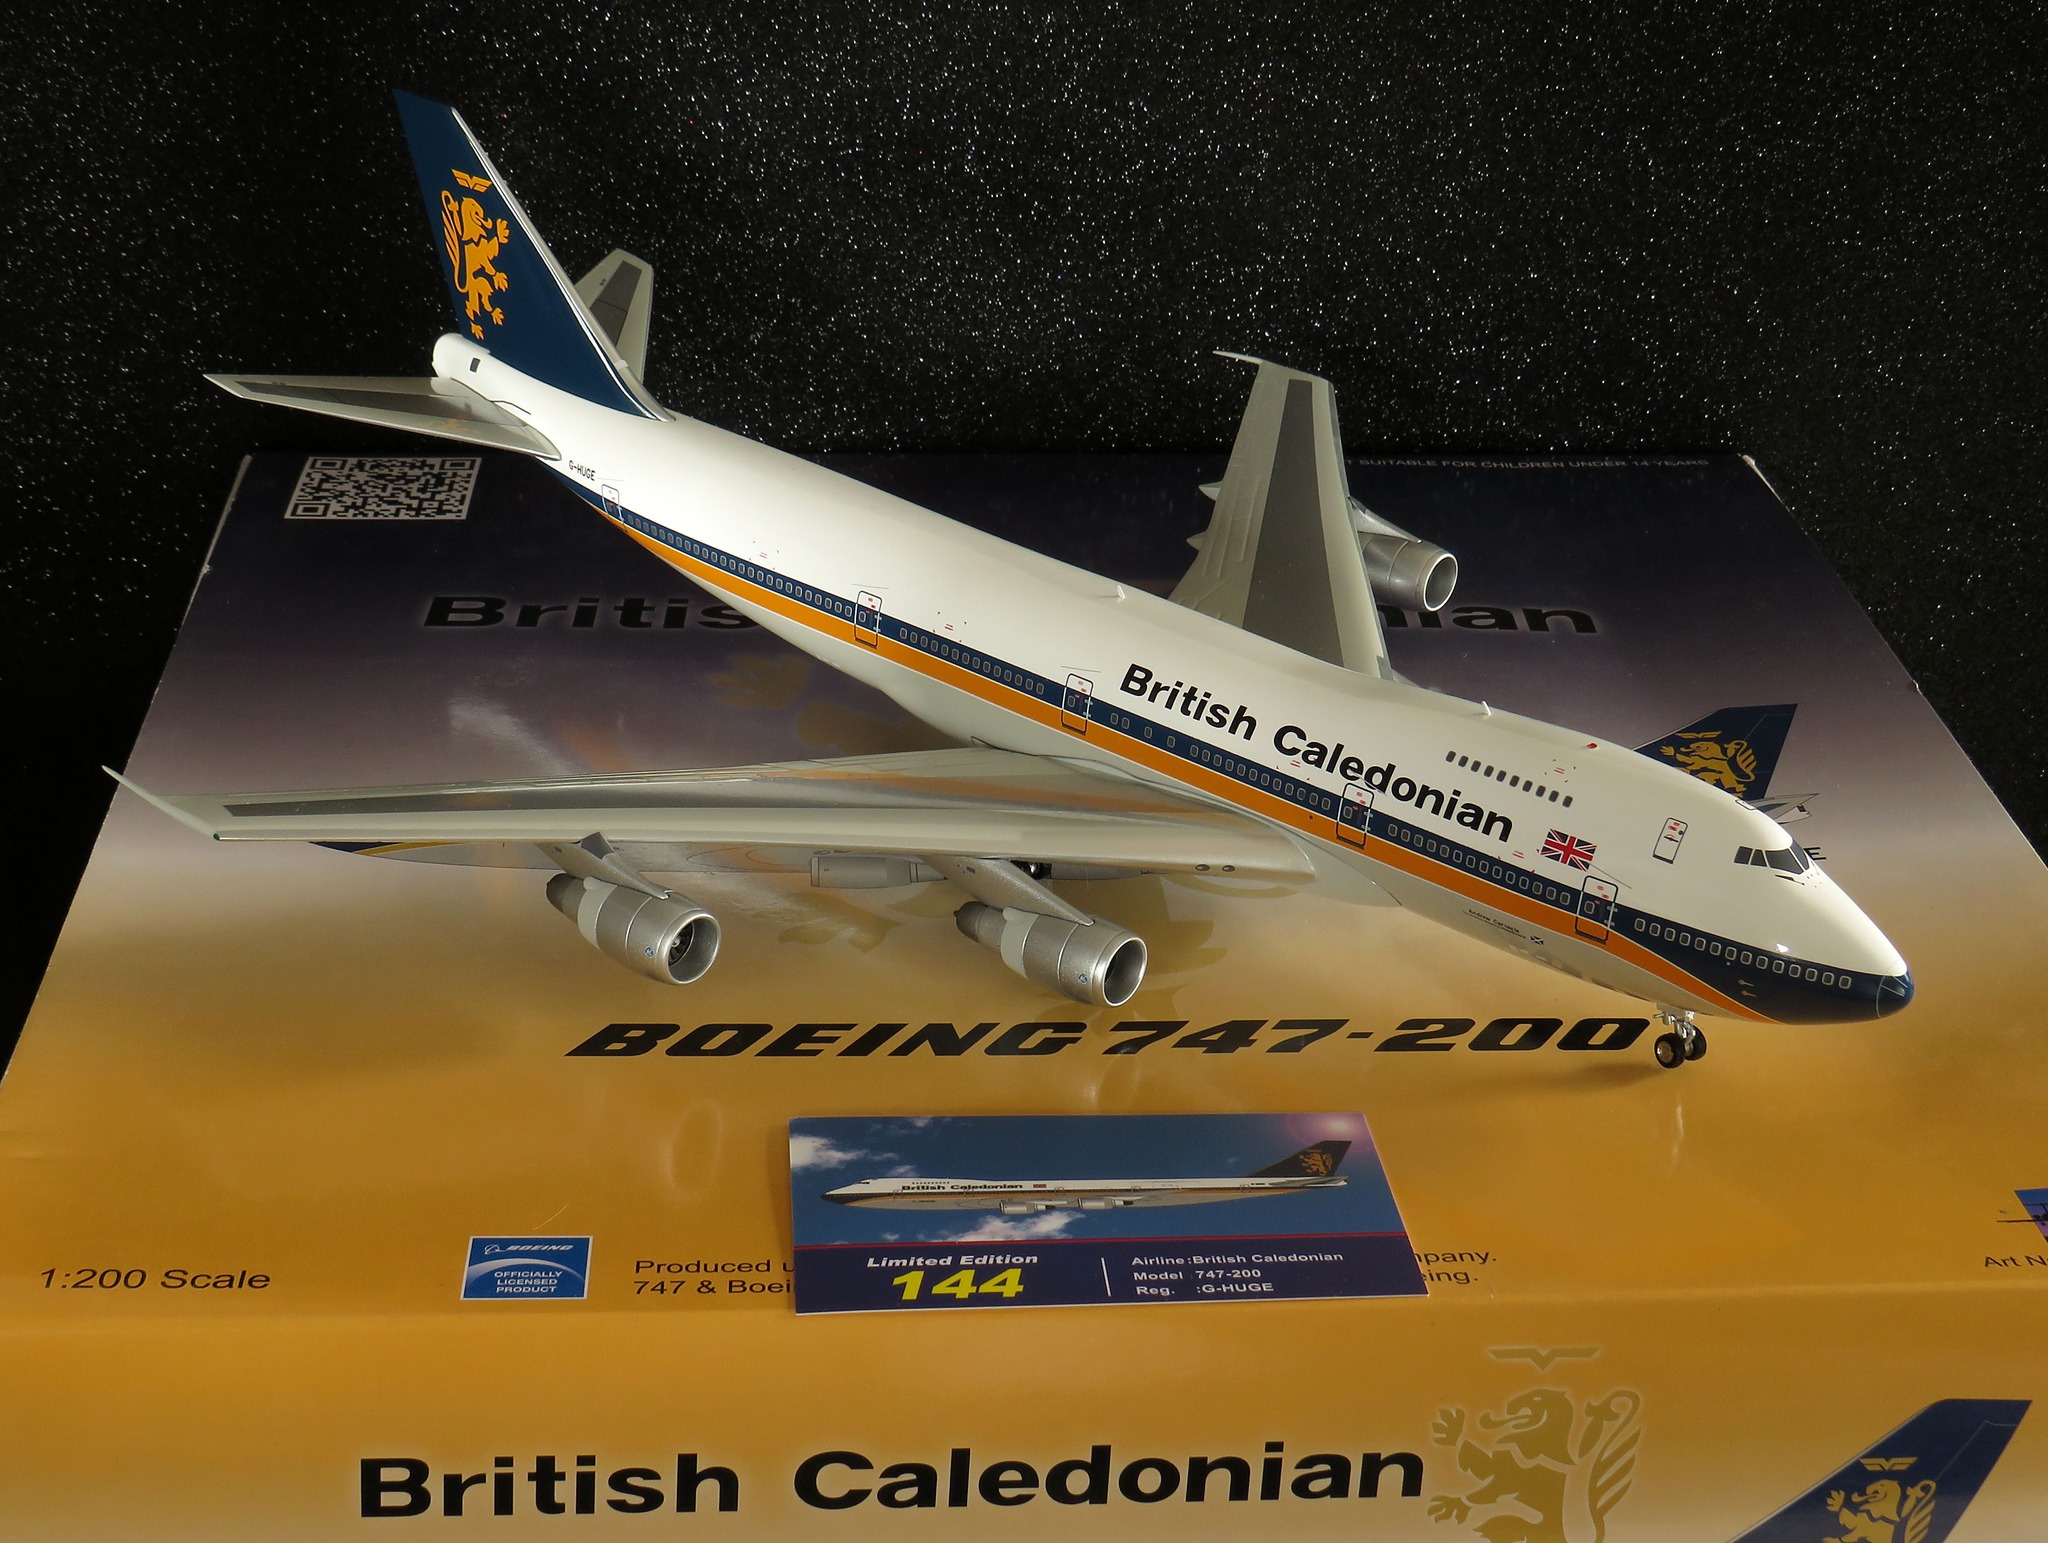 SUITABLE FOR CHILDREN UNDER 14 YEARS
G-HUGE
Britis
nian
British Caledonian
BOEING 747-200
British Caledonian
1:200 Scale
BOEING
OFFICIALLY
LICENSED
PRODUCT
Produced u
747 & Boei
mpany.
eing.
Limited Edition
144
Airline:British Caledonian
Model 747-200
Reg. :G-HUGE
Art N
British Caledonian